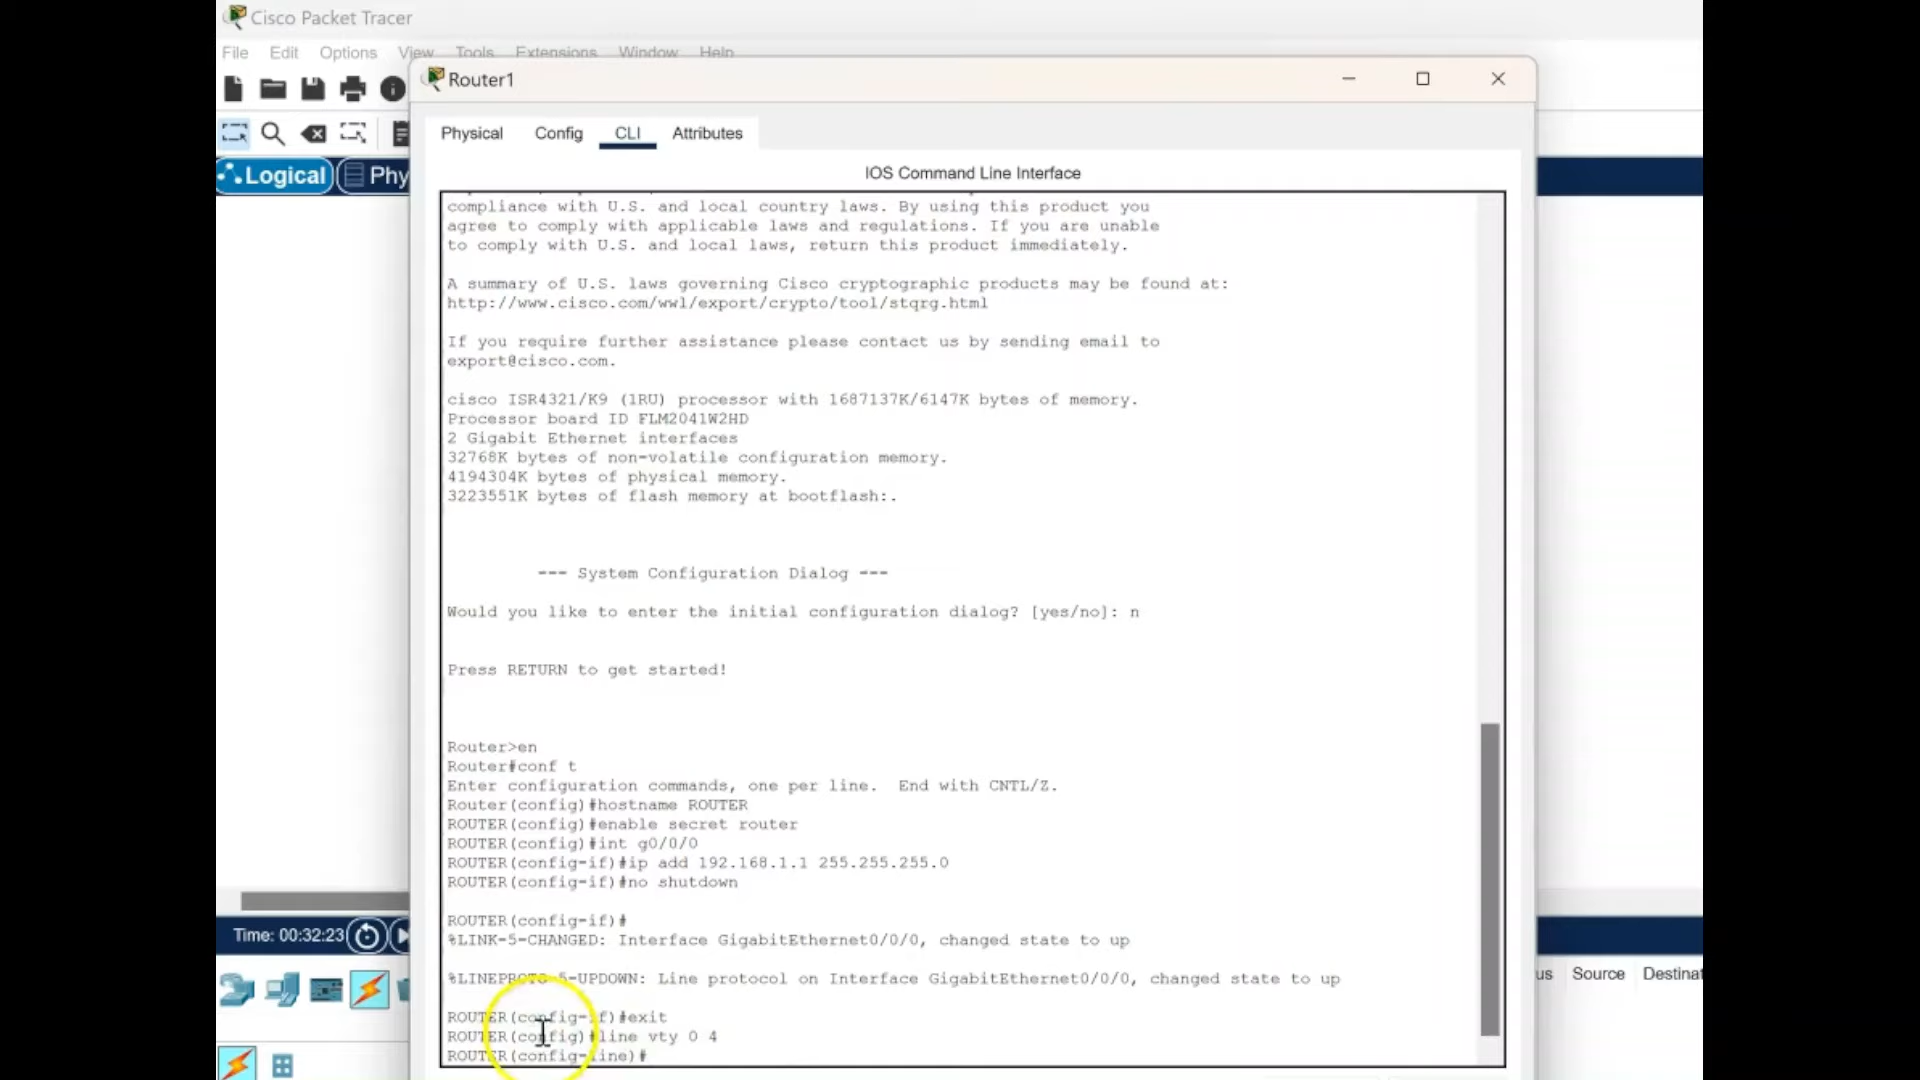 Cisco Packet Tracer
File Edit Options View Tools Extensions Window Help
Router1
Physical Config CLI Attributes
Logical Phy
IOS Command Line Interface
compliance with U.S. and local country laws. By using this product you
agree to comply with applicable laws and regulations. If you are unable
to comply with U.S. and local laws, return this product immediately.
A summary of U.S. laws governing Cisco cryptographic products may be found at:
http://www.cisco.com/wwl/export/crypto/tool/stqrg.html
If you require further assistance please contact us by sending email to
export@cisco.com.
cisco ISR4321/K9 (1RU) processor with 1687137K/6147K bytes of memory.
Processor board ID FLM2041W2HD
2 Gigabit Ethernet interfaces
32768K bytes of non-volatile configuration memory.
4194304K bytes of physical memory.
3223551K bytes of flash memory at bootflash:.
--- System Configuration Dialog ---
Would you like to enter the initial configuration dialog? [yes/no]: n
Press RETURN to get started!
Router>en
Router#conf t
Enter configuration commands, one per line.  End with CNTL/Z.
Router(config)#hostname ROUTER
ROUTER(config)#enable secret router
ROUTER(config)#int g0/0/0
ROUTER(config-if)#ip add 192.168.1.1 255.255.255.0
ROUTER(config-if)#no shutdown
ROUTER(config-if)#
%LINK-5-CHANGED: Interface GigabitEthernet0/0/0, changed state to up
%LINEPROTO-5-UPDOWN: Line protocol on Interface GigabitEthernet0/0/0, changed state to up
ROUTER(config-if)#exit
ROUTER(config)#line vty 0 4
ROUTER(config-line)#
Time: 00:32:23
us Source Destinat